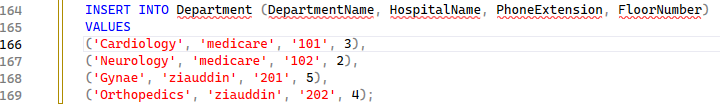 164 INSERT INTO Department (DepartmentName, HospitalName, PhoneExtension, FloorNumber)
165 VALUES
166 ('Cardiology', 'medicare', '101', 3),
167 ('Neurology', 'medicare', '102', 2),
168 ('Gynae', 'ziauddin', '201', 5),
169 ('Orthopedics', 'ziauddin', '202', 4);